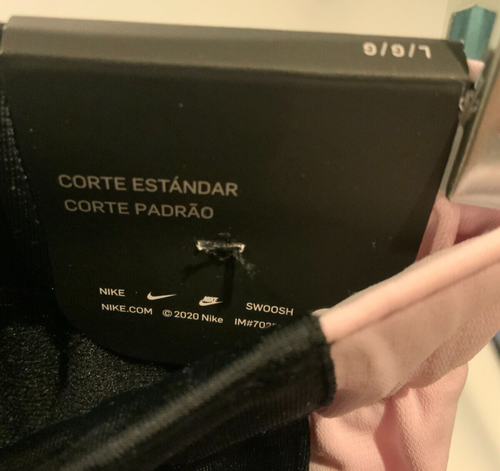 L/G/G
CORTE ESTÁNDAR
CORTE PADRÃO
NIKE SWOOSH
NIKE.COM © 2020 Nike